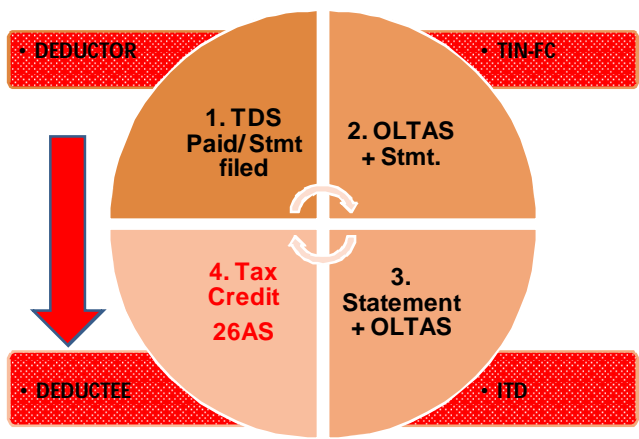 • DEDUCTOR
• TIN-FC
1. TDS
Paid/ Stmt
filed
2. OLTAS
+ Stmt.
4. Tax
Credit
26AS
3.
Statement
+ OLTAS
• DEDUCTEE
• ITD